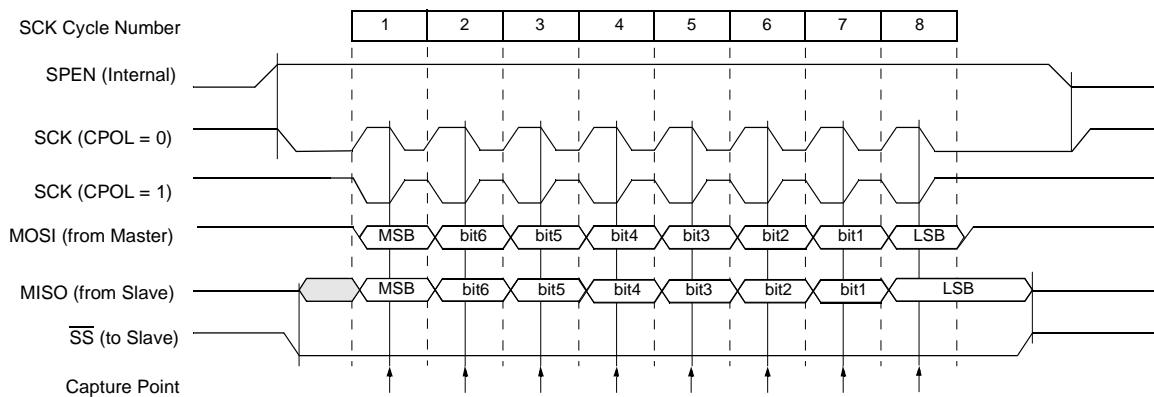 SCK Cycle Number 1 2 3 4 5 6 7 8
SPEN (Internal)
SCK (CPOL = 0)
SCK (CPOL = 1)
MOSI (from Master) MSB bit6 bit5 bit4 bit3 bit2 bit1 LSB
MISO (from Slave) MSB bit6 bit5 bit4 bit3 bit2 bit1 LSB
S̅S̅ (to Slave)
Capture Point